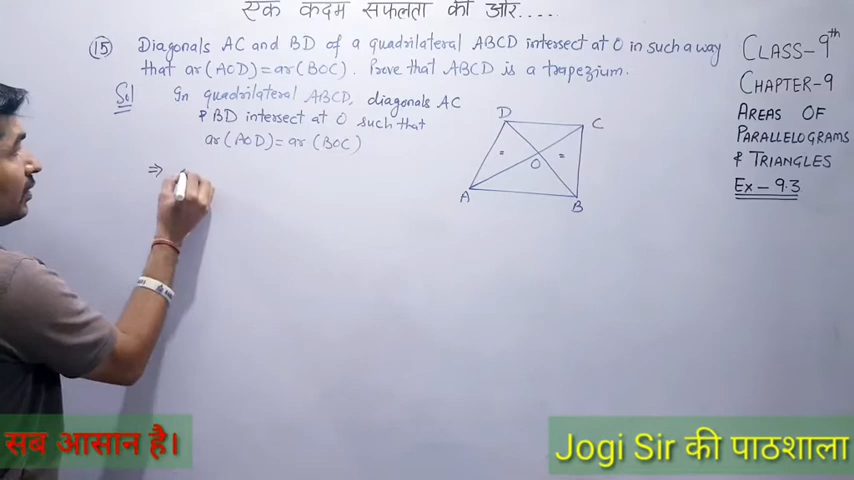 एक कदम सफलता की ओर....
(15) Diagonals AC and BD of a quadrilateral ABCD intersect at O in such a way
that ar(AOD)=ar(BOC). Prove that ABCD is a trapezium.
Sol In quadrilateral ABCD, diagonals AC
& BD intersect at O such that
ar(AOD)=ar(BOC)
⇒
D
C
=
=
O
A
B
CLASS-9th
CHAPTER-9
AREAS OF
PARALLELOGRAMS
& TRIANGLES
Ex-9.3
सब आसान है।
Jogi Sir की पाठशाला